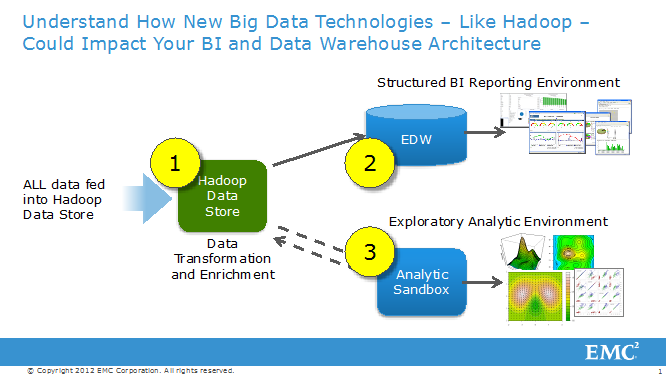 Understand How New Big Data Technologies – Like Hadoop –
Could Impact Your BI and Data Warehouse Architecture
Structured BI Reporting Environment
EDW
1
2
Hadoop
Data
Store
ALL data fed
into Hadoop
Data Store
Exploratory Analytic Environment
Data
Transformation
and Enrichment
3
Analytic
Sandbox
EMC²
© Copyright 2012 EMC Corporation. All rights reserved.
1